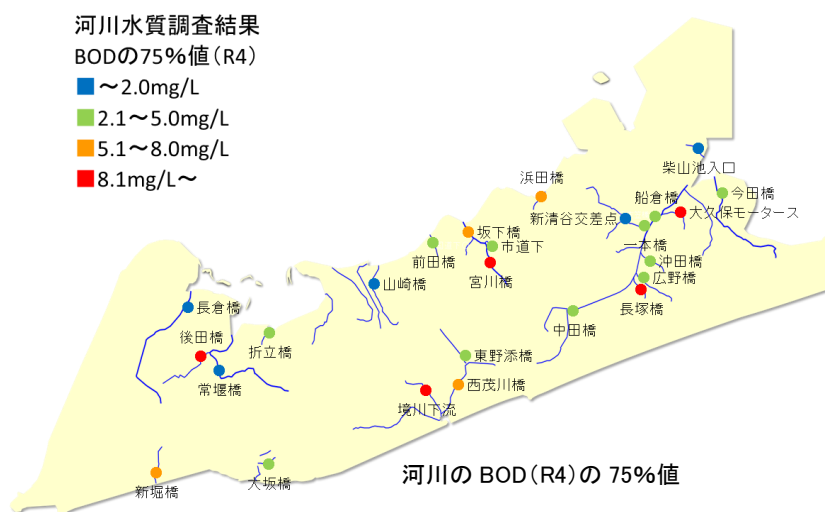 河川水質調査結果
BODの75%値(R4)
～2.0mg/L
2.1～5.0mg/L
5.1～8.0mg/L
8.1mg/L～
柴山池入口
浜田橋
今田橋
船倉橋
新清谷交差点
大久保モータース
坂下橋
市道下
一本橋
前田橋
沖田橋
宮川橋
広野橋
山崎橋
長倉橋
長塚橋
中田橋
後田橋
折立橋
東野添橋
常堰橋
西茂川橋
境川下流
新堀橋
大坂橋
河川の BOD(R4)の 75%値